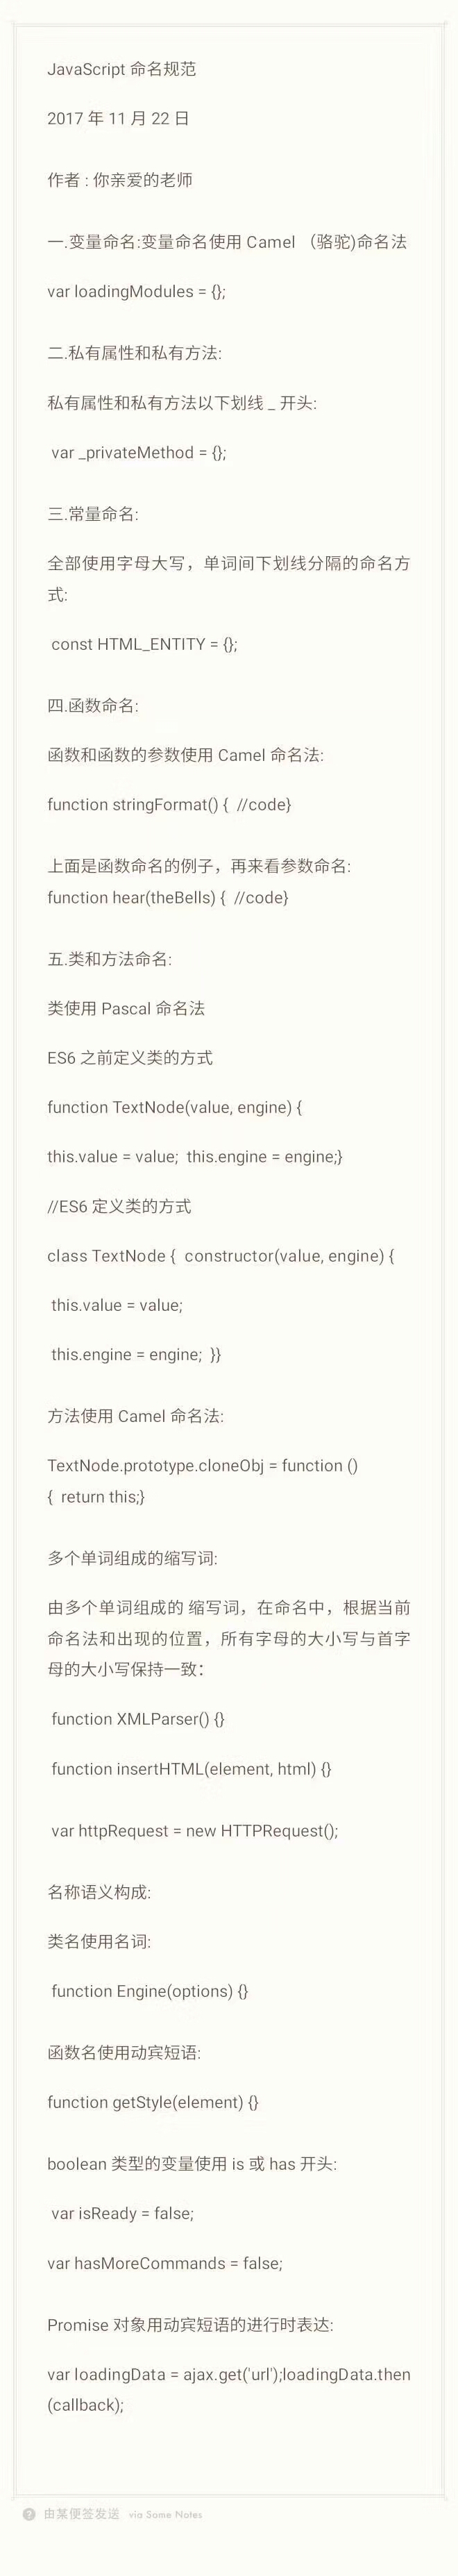 JavaScript 命名规范
2017 年 11 月 22 日
作者 : 你亲爱的老师
一.变量命名:变量命名使用 Camel （骆驼)命名法
var loadingModules = {};
二.私有属性和私有方法:
私有属性和私有方法以下划线 _ 开头:
var _privateMethod = {};
三.常量命名:
全部使用字母大写，单词间下划线分隔的命名方
式:
const HTML_ENTITY = {};
四.函数命名:
函数和函数的参数使用 Camel 命名法:
function stringFormat() {  //code}
上面是函数命名的例子，再来看参数命名:
function hear(theBells) {  //code}
五.类和方法命名:
类使用 Pascal 命名法
ES6 之前定义类的方式
function TextNode(value, engine) {
this.value = value;  this.engine = engine;}
//ES6 定义类的方式
class TextNode {  constructor(value, engine) {
this.value = value;
this.engine = engine;  }}
方法使用 Camel 命名法:
TextNode.prototype.cloneObj = function ()
{  return this;}
多个单词组成的缩写词:
由多个单词组成的 缩写词，在命名中，根据当前
命名法和出现的位置，所有字母的大小写与首字
母的大小写保持一致：
function XMLParser() {}
function insertHTML(element, html) {}
var httpRequest = new HTTPRequest();
名称语义构成:
类名使用名词:
function Engine(options) {}
函数名使用动宾短语:
function getStyle(element) {}
boolean 类型的变量使用 is 或 has 开头:
var isReady = false;
var hasMoreCommands = false;
Promise 对象用动宾短语的进行时表达:
var loadingData = ajax.get('url');loadingData.then
(callback);
由某便签发送 via Some Notes